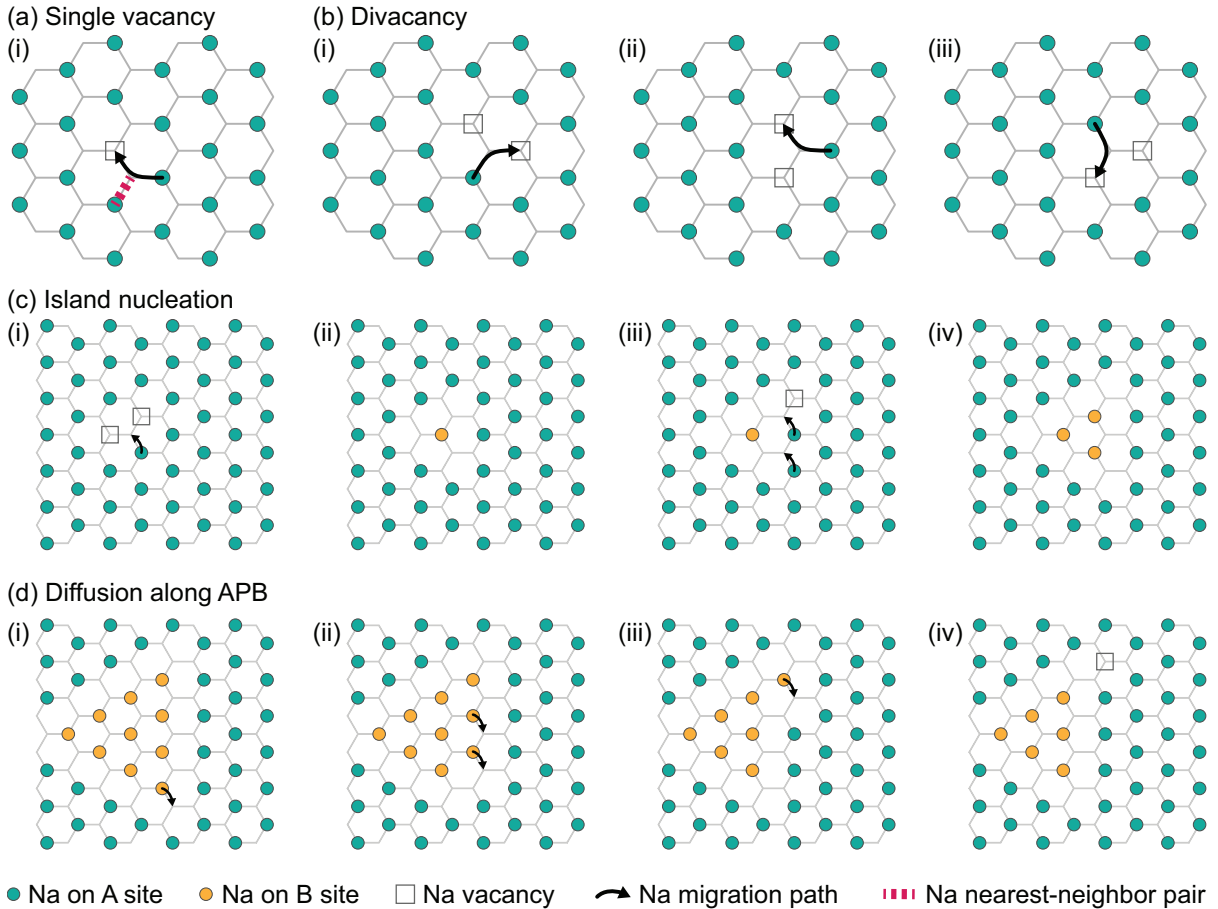 (a) Single vacancy
(b) Divacancy
(i)
(i)
(ii)
(iii)
(c) Island nucleation
(i)
(ii)
(iii)
(iv)
(d) Diffusion along APB
(i)
(ii)
(iii)
(iv)
Na on A site
Na on B site
Na vacancy
Na migration path
Na nearest-neighbor pair